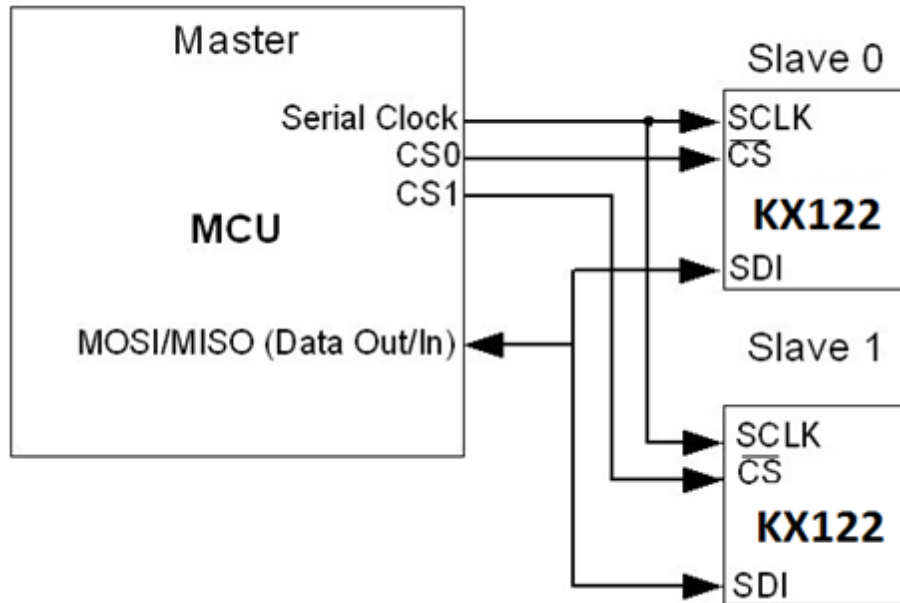 Master
Serial Clock
CS0
CS1
MCU
MOSI/MISO (Data Out/In)
Slave 0
SCLK
CS
KX122
SDI
Slave 1
SCLK
CS
KX122
SDI